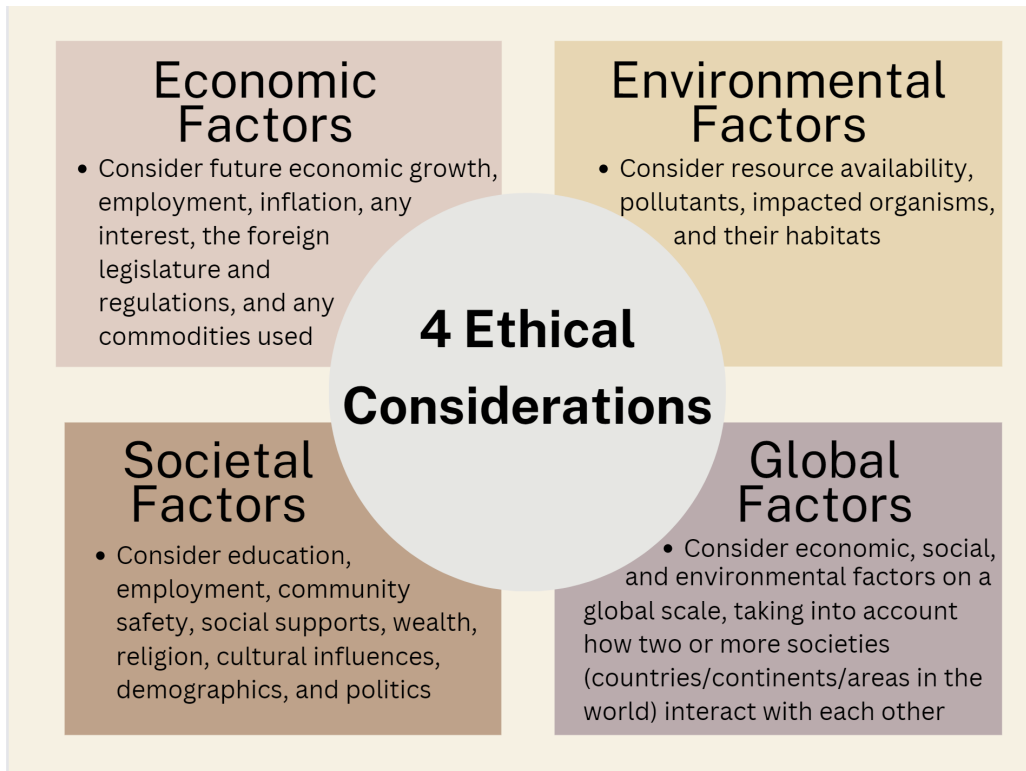 Economic
Factors
• Consider future economic growth,
employment, inflation, any
interest, the foreign
legislature and
regulations, and any
commodities used
Environmental
Factors
• Consider resource availability,
pollutants, impacted organisms,
and their habitats
4 Ethical
Considerations
Societal
Factors
• Consider education,
employment, community
safety, social supports, wealth,
religion, cultural influences,
demographics, and politics
Global
Factors
• Consider economic, social,
and environmental factors on a
global scale, taking into account
how two or more societies
(countries/continents/areas in the
world) interact with each other